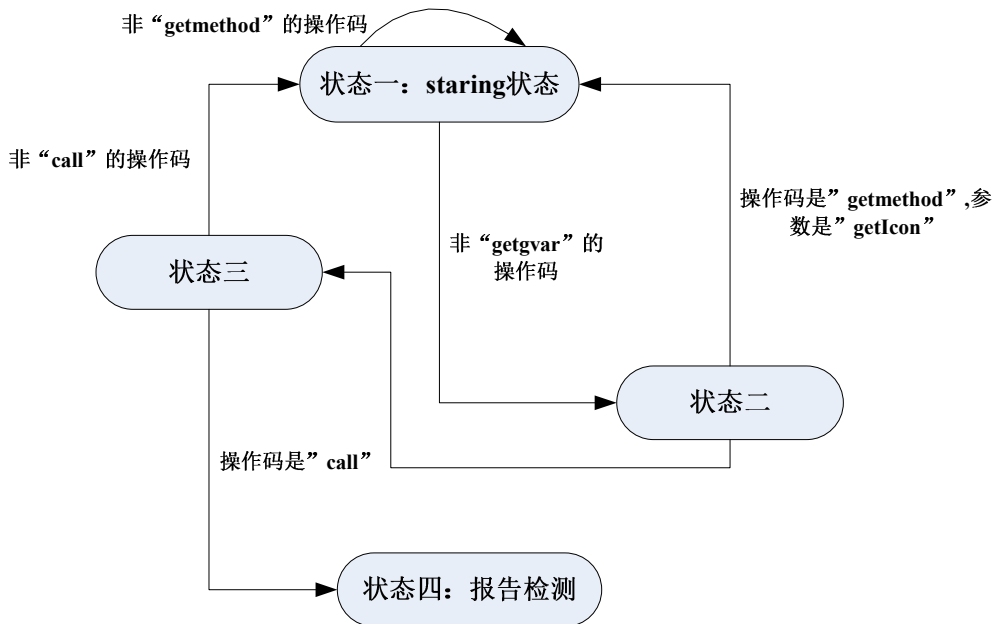 非“getmethod”的操作码
状态一：staring状态
非“call”的操作码
操作码是”getmethod”,参
数是”getIcon”
非“getgvar”的
操作码
状态三
状态二
操作码是”call”
状态四：报告检测